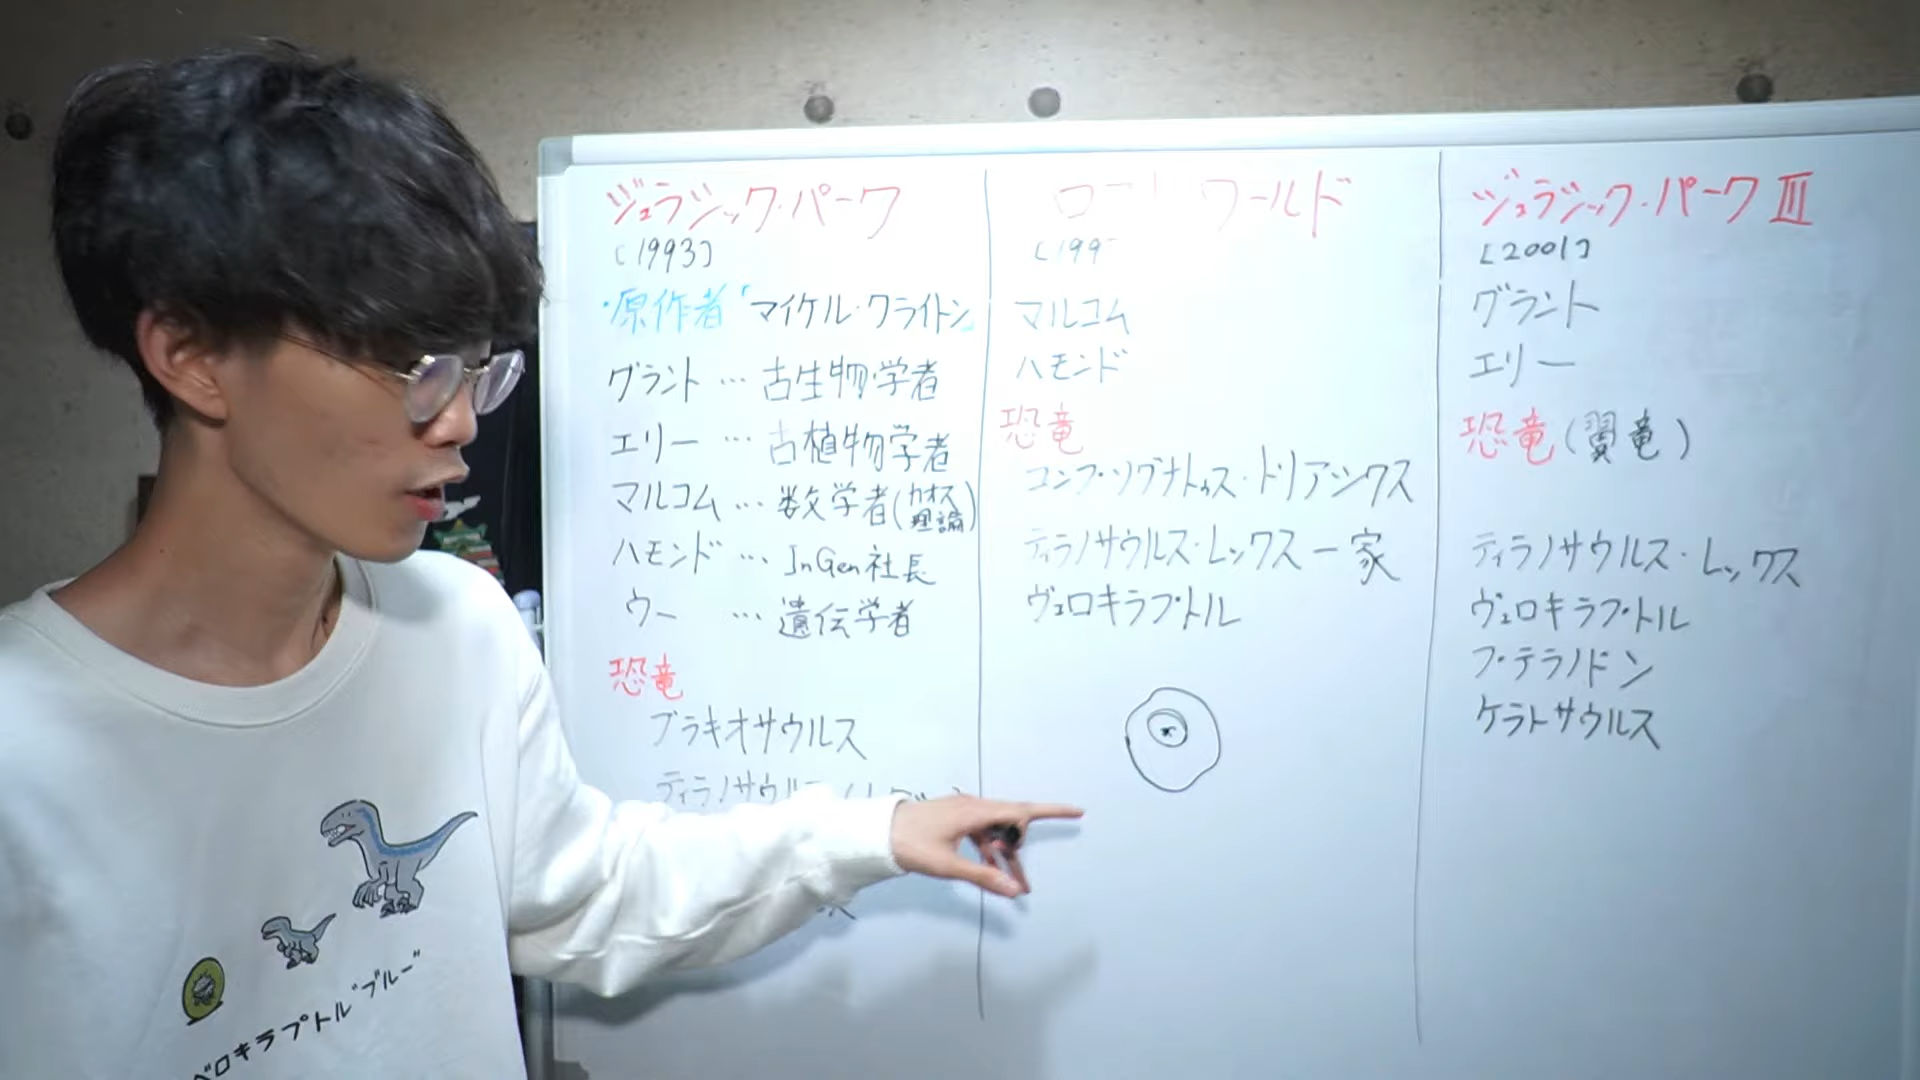 ジュラシック・パーク
[1993]
・原作者「マイケル・クライトン」
グラント … 古生物学者
エリー … 古植物学者
マルコム … 数学者(カオス理論)
ハモンド … InGen社長
ウー … 遺伝学者
恐竜
ブラキオサウルス
ワールド
[199
マルコム
ハモンド
恐竜
コンプソグナトゥス・トリアシクス
ティラノサウルス・レックス一家
ヴェロキラプトル
ジュラシック・パークⅢ
[2001]
グラント
エリー
恐竜(翼竜)
ティラノサウルス・レックス
ヴェロキラプトル
プテラノドン
ケラトサウルス
ベロキラプトル"ブルー"